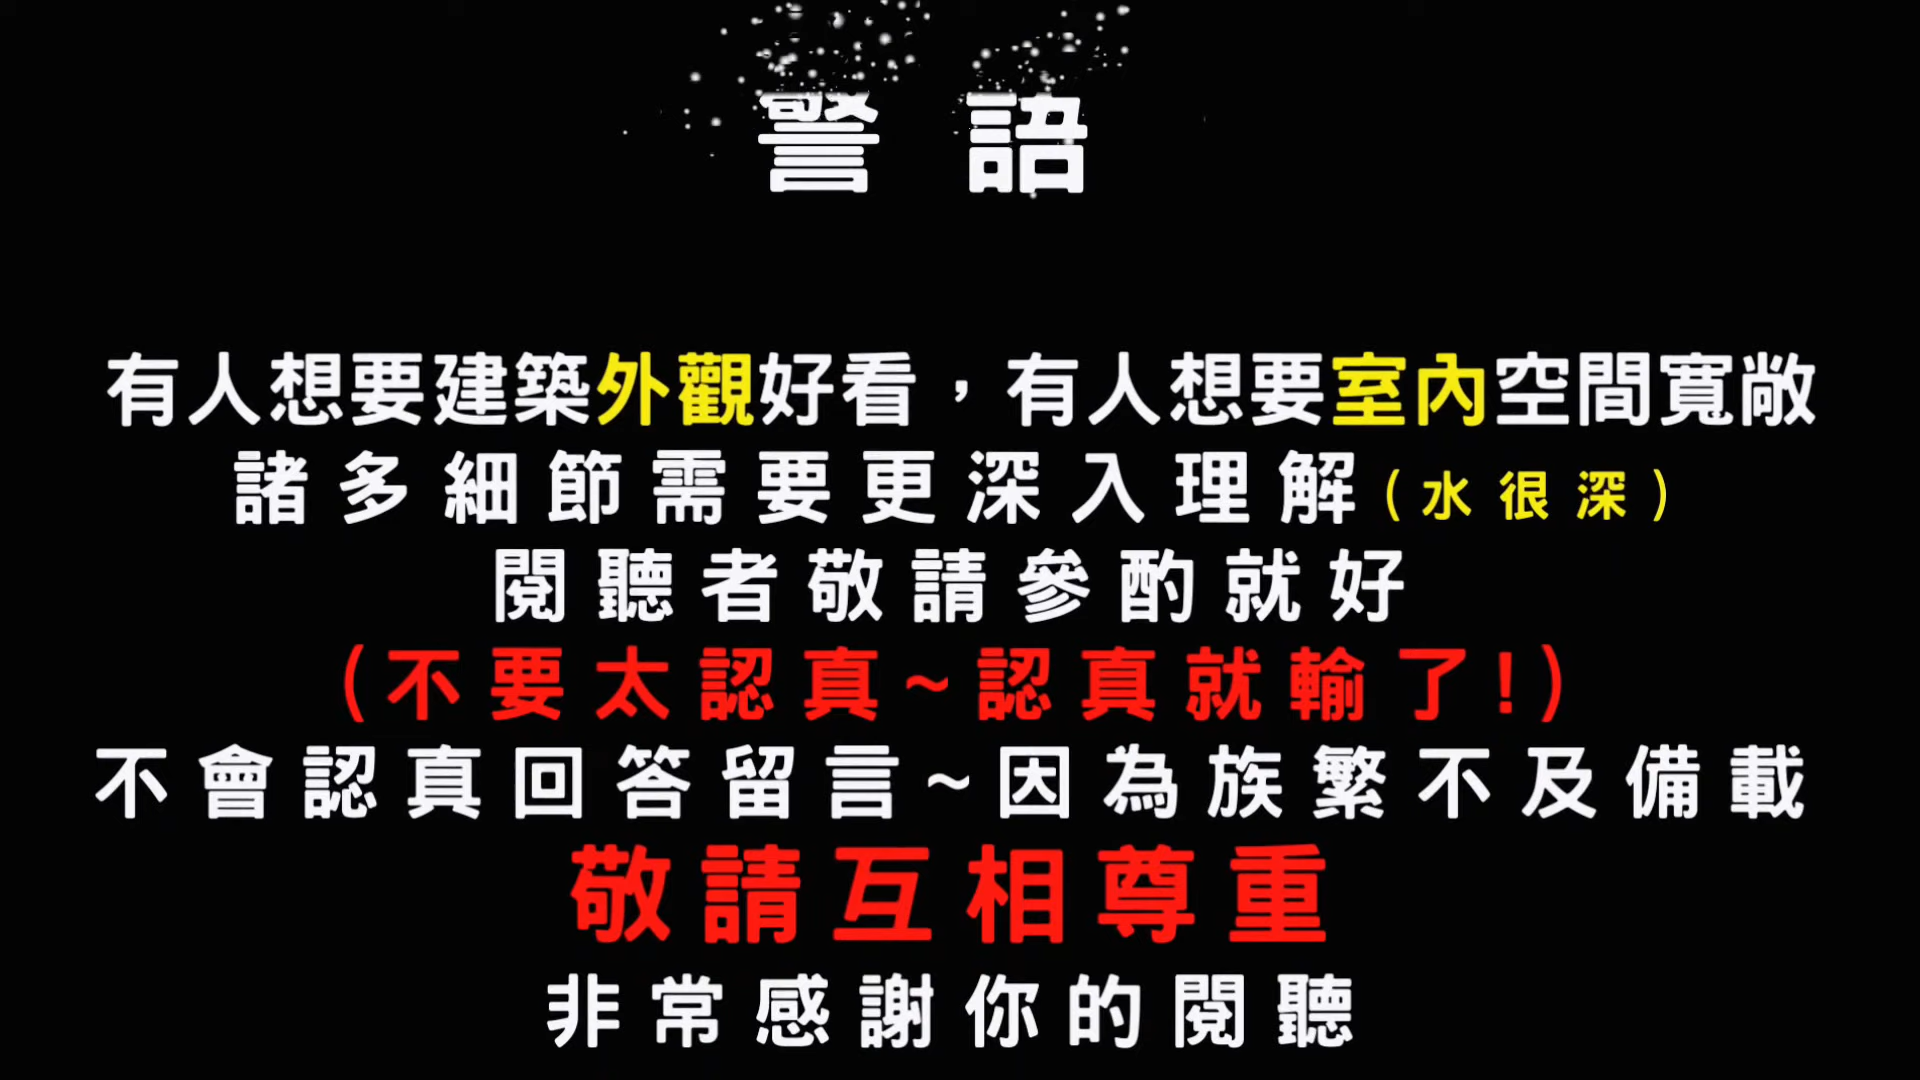 警語
有人想要建築外觀好看，有人想要室內空間寬敞
諸多細節需要更深入理解(水很深)
閱聽者敬請參酌就好
(不要太認真~認真就輸了!)
不會認真回答留言~因為族繁不及備載
敬請互相尊重
非常感謝你的閱聽